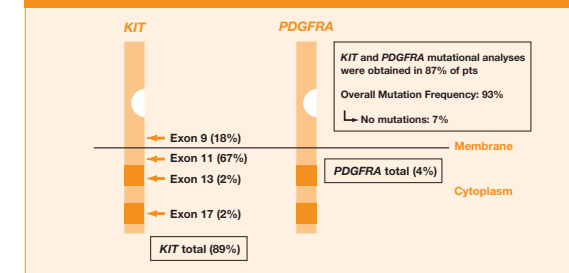 KIT
PDGFRA
KIT and PDGFRA mutational analyses
were obtained in 87% of pts
Overall Mutation Frequency: 93%
No mutations: 7%
Exon 9 (18%)
Membrane
Exon 11 (67%)
PDGFRA total (4%)
Exon 13 (2%)
Cytoplasm
Exon 17 (2%)
KIT total (89%)